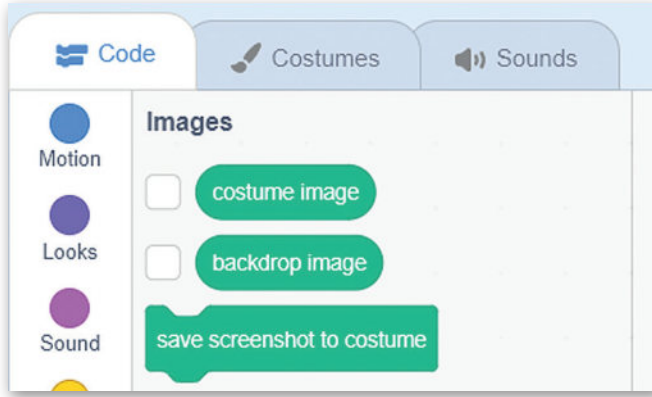 Code
Costumes
Sounds
Motion
Looks
Sound
Images
costume image
backdrop image
save screenshot to costume